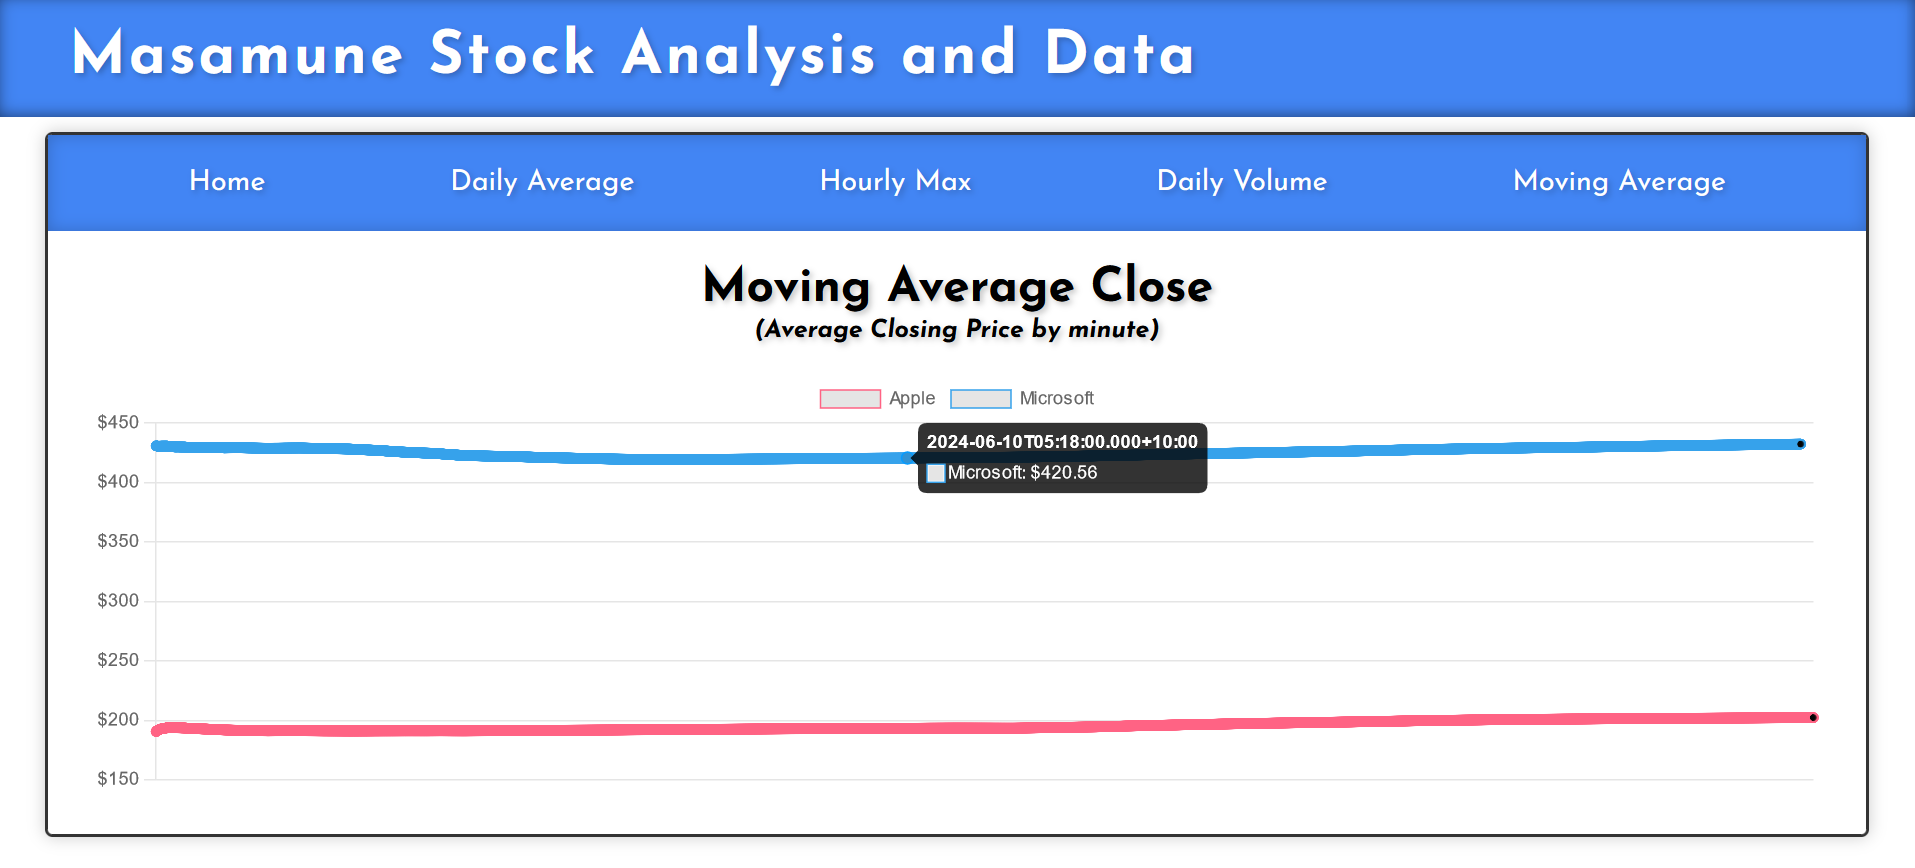 Masamune Stock Analysis and Data
Home Daily Average Hourly Max Daily Volume Moving Average
Moving Average Close
(Average Closing Price by minute)
Apple Microsoft
$450
2024-06-10T05:18:00.000+10:00
Microsoft: $420.56
$400
$350
$300
$250
$200
$150